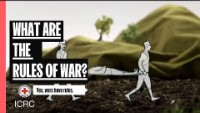 WHAT ARE
THE
RULES OF WAR?
Yes, wars have rules.
ICRC